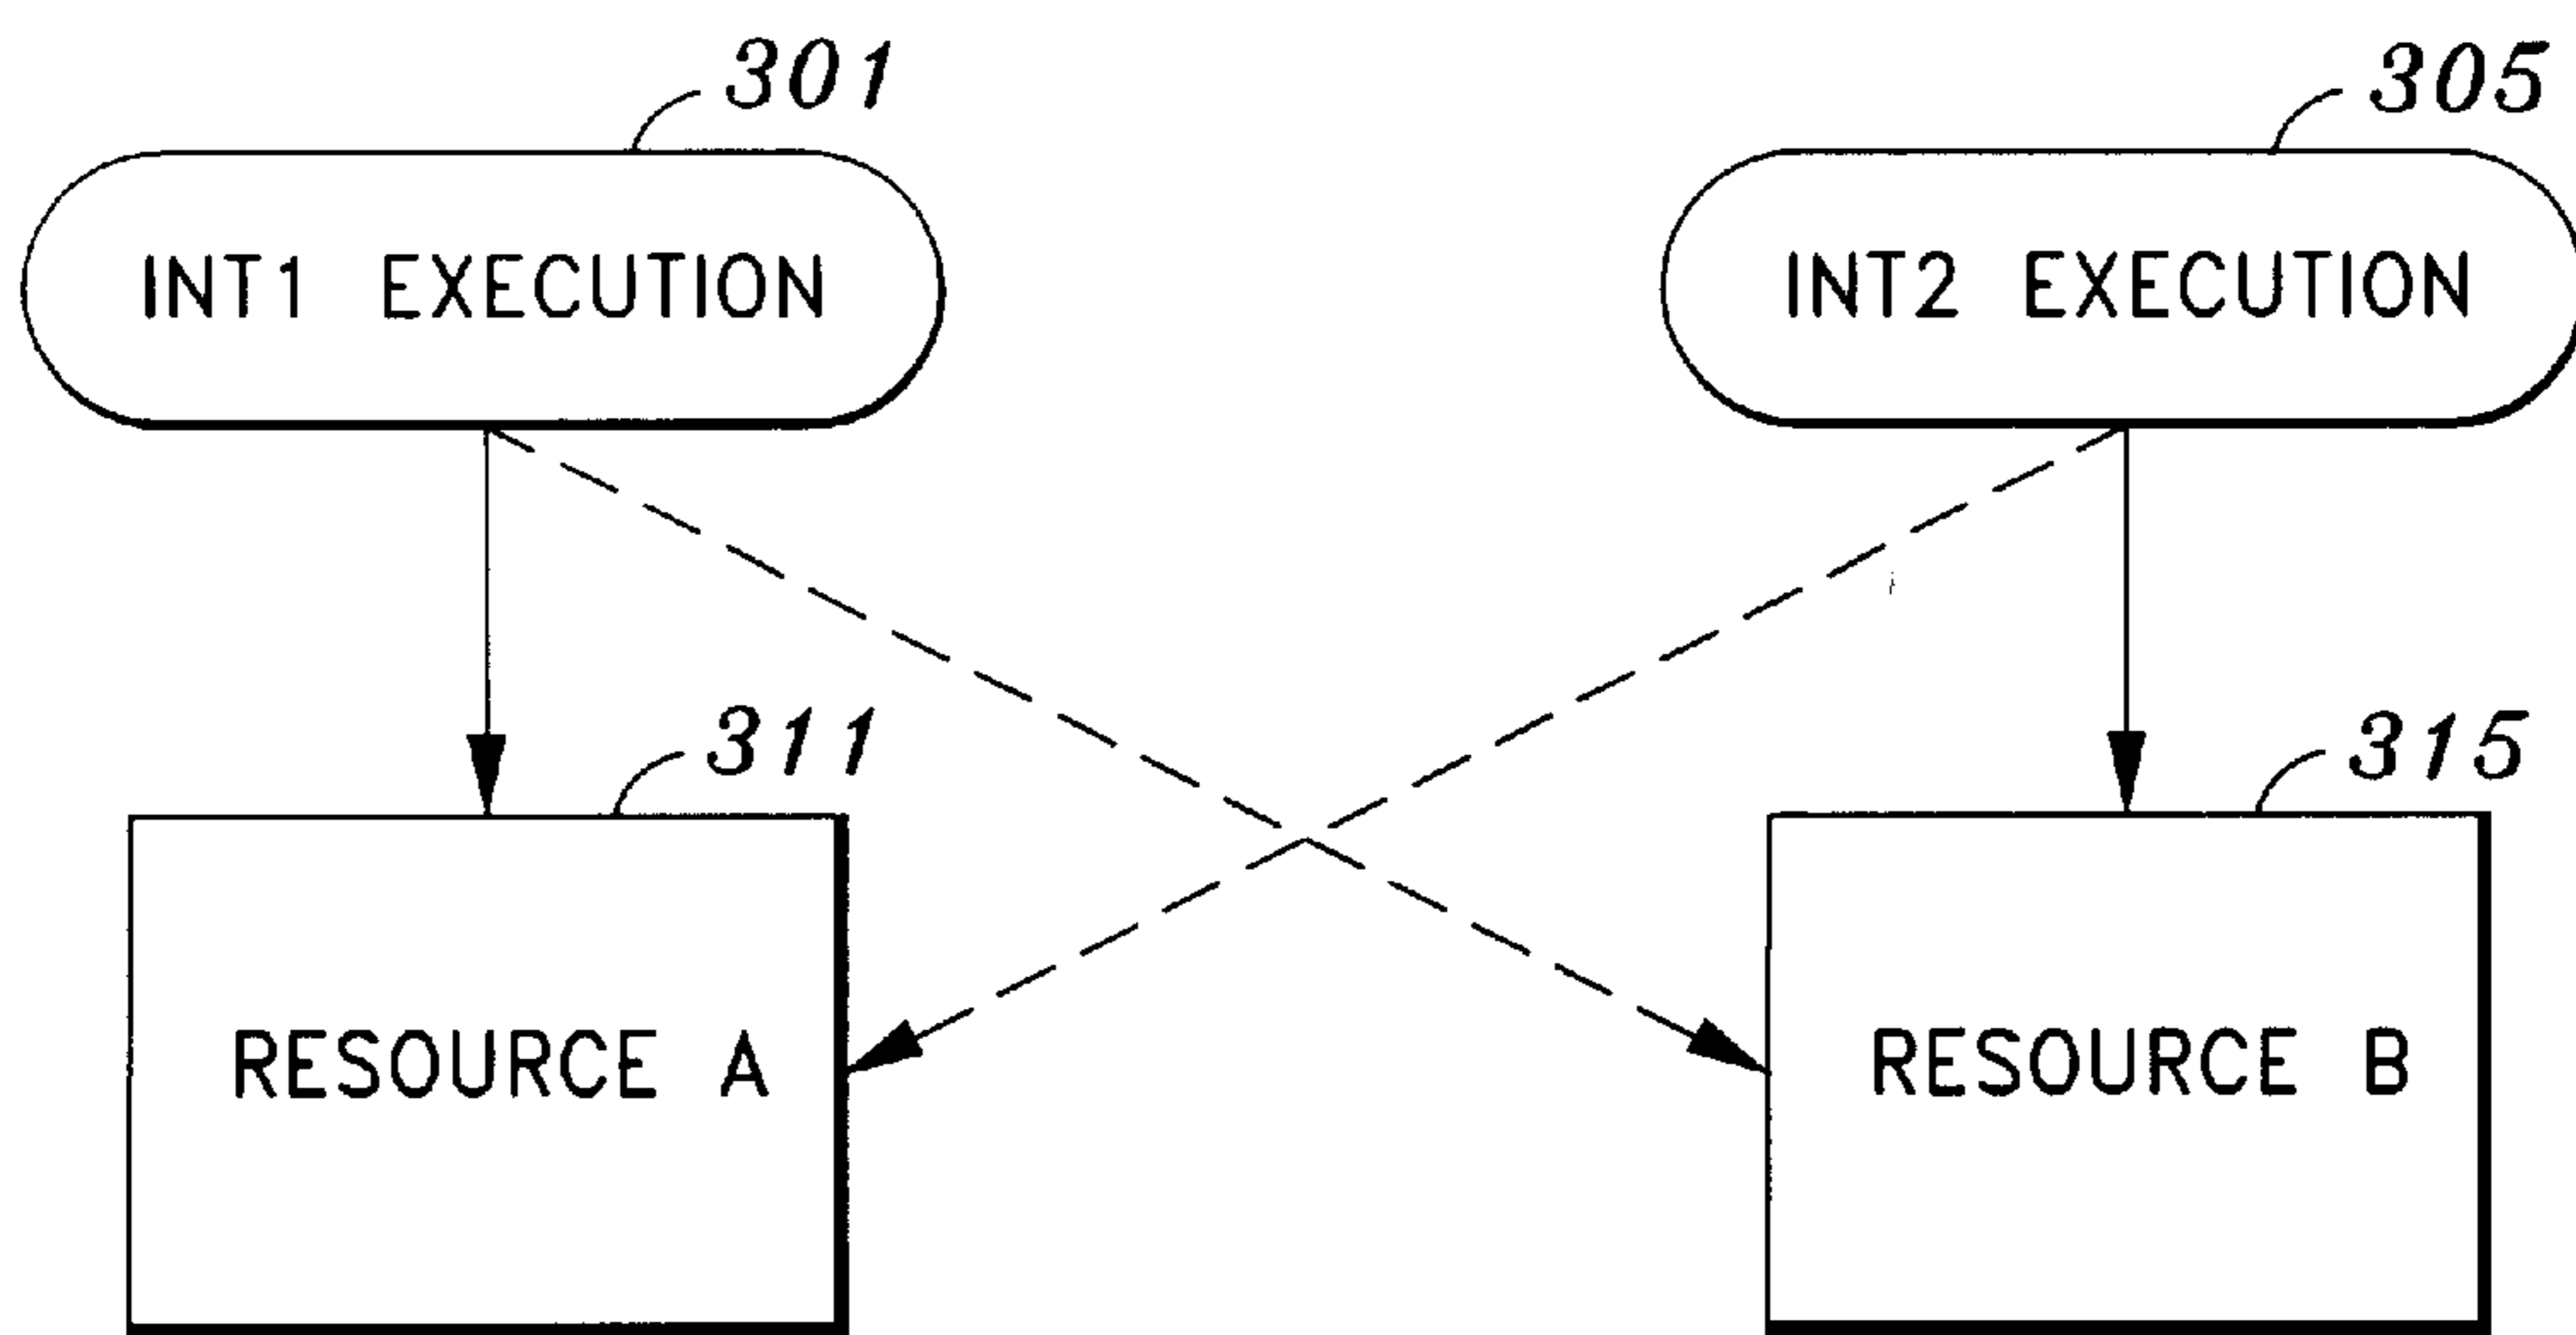 301
305
INT1 EXECUTION
INT2 EXECUTION
311
315
RESOURCE A
RESOURCE B